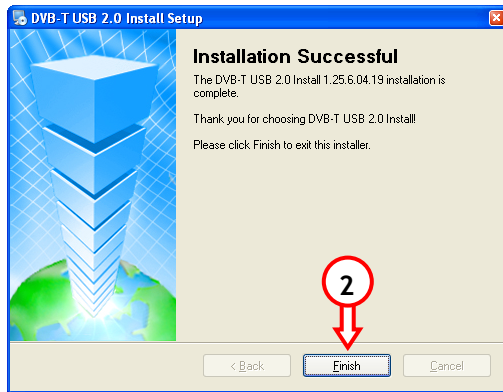 DVB-T USB 2.0 Install Setup
Installation Successful
The DVB-T USB 2.0 Install 1.25.6.04.19 installation is
complete.
Thank you for choosing DVB-T USB 2.0 Install!
Please click Finish to exit this installer.
2
< Back
Finish
Cancel